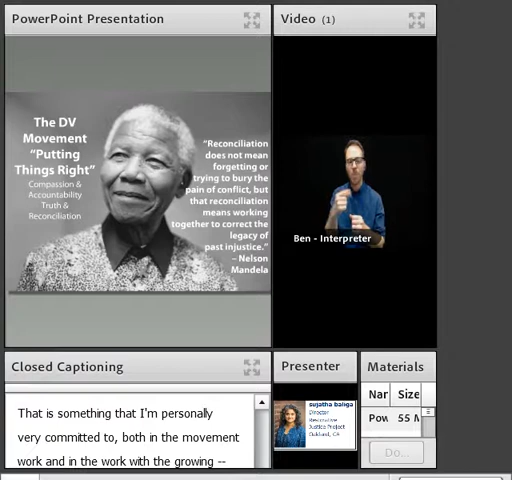 PowerPoint Presentation
Video (1)
The DV
Movement
"Putting
Things Right"
Compassion &
Accountability
Truth &
Reconciliation
"Reconciliation
does not mean
forgetting or
trying to bury the
pain of conflict, but
that reconciliation
means working
together to correct the
legacy of
past injustice."
– Nelson
Mandela
Ben - Interpreter
Closed Captioning
That is something that I'm personally
very committed to, both in the movement
work and in the work with the growing --
Presenter
sujatha baliga
Director
Restorative
Justice Project
Oakland, CA
Materials
Nar Size
Pow 55 M
Do...